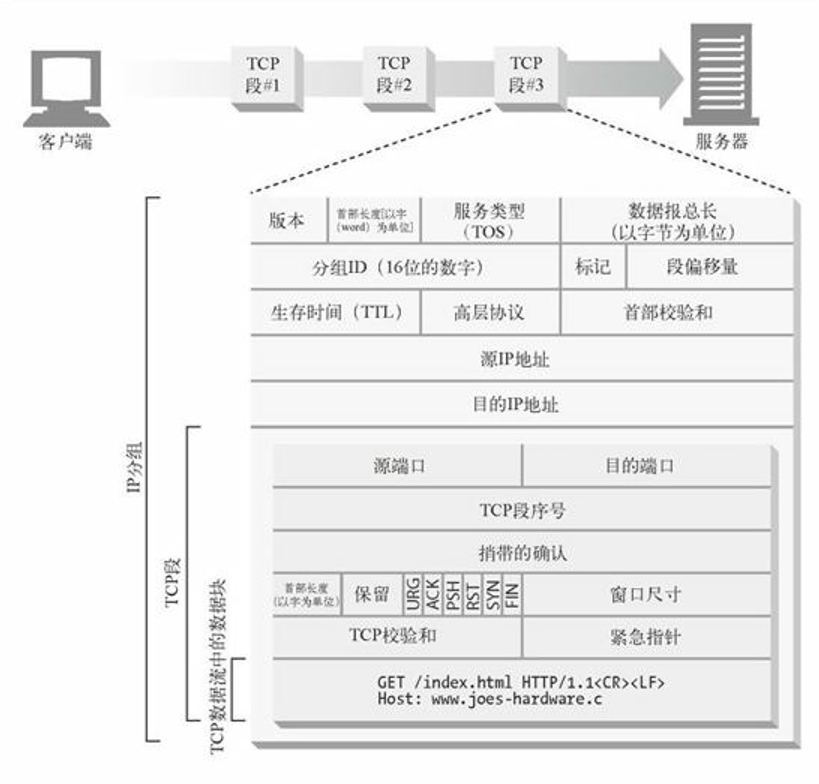 TCP
段#1
TCP
段#2
TCP
段#3
客户端
服务器
版本
首部长度[以字
(word) 为单位]
服务类型
(TOS)
数据报总长
(以字节为单位)
分组ID(16位的数字)
标记
段偏移量
生存时间(TTL)
高层协议
首部校验和
源IP地址
目的IP地址
IP分组
TCP段
TCP数据流中的数据块
源端口
目的端口
TCP段序号
捎带的确认
首部长度
(以字为单位)
保留
URG
ACK
PSH
RST
SYN
FIN
窗口尺寸
TCP校验和
紧急指针
GET /index.html HTTP/1.1<CR><LF>
Host: www.joes-hardware.c